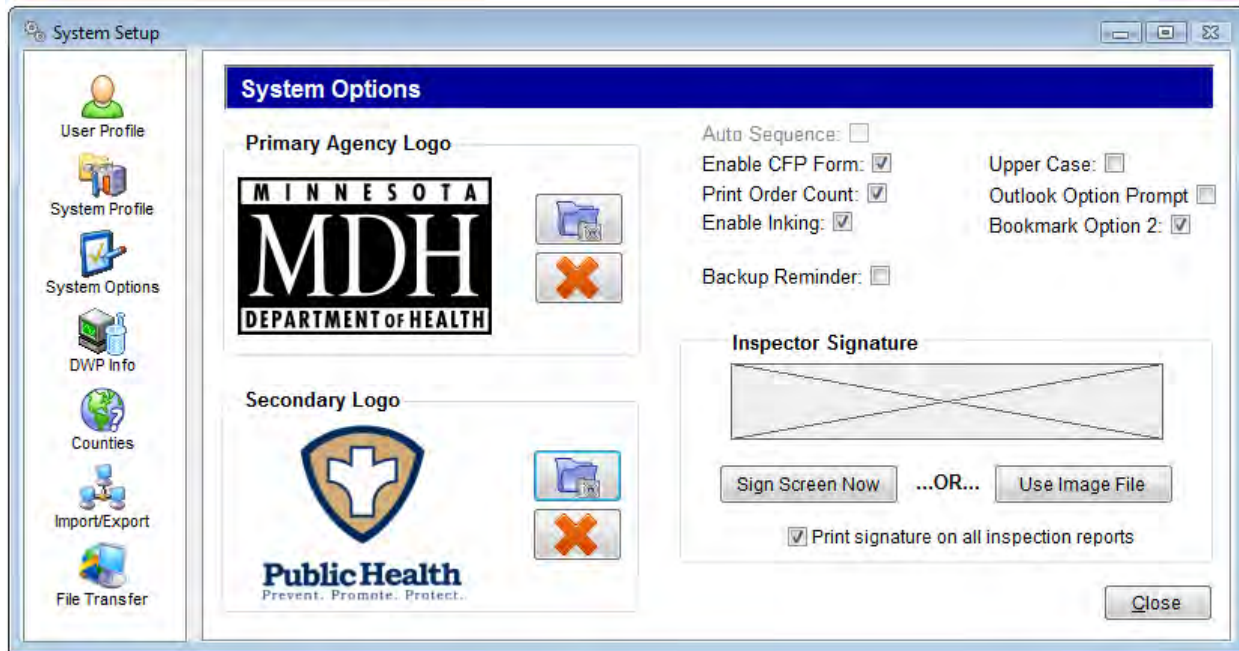 System Setup
User Profile
System Profile
System Options
DWP Info
Counties
Import/Export
File Transfer
System Options
Primary Agency Logo
MINNESOTA
MDH
DEPARTMENT OF HEALTH
Secondary Logo
Public Health
Prevent. Promote. Protect.
Auto Sequence:
Enable CFP Form:
Upper Case:
Print Order Count:
Outlook Option Prompt
Enable Inking:
Bookmark Option 2:
Backup Reminder:
Inspector Signature
Sign Screen Now ...OR... Use Image File
Print signature on all inspection reports
Close